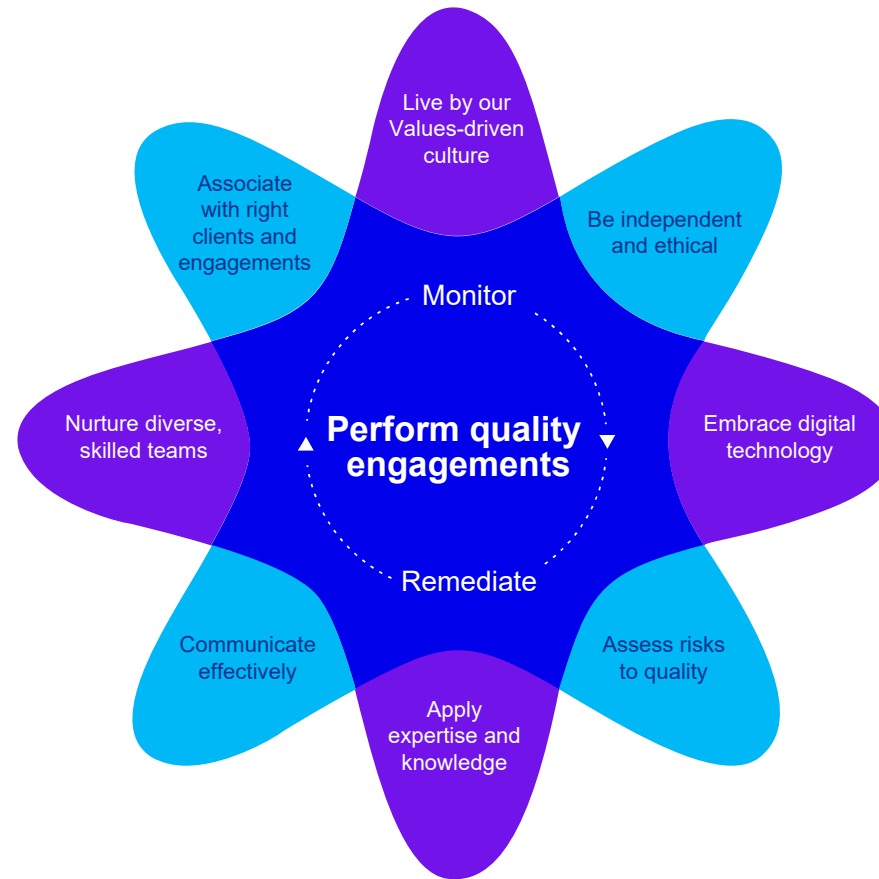 Live by our
Values-driven
culture
Be independent
and ethical
Embrace digital
technology
Assess risks
to quality
Apply
expertise and
knowledge
Communicate
effectively
Nurture diverse,
skilled teams
Associate
with right
clients and
engagements
Monitor
Perform quality
engagements
Remediate